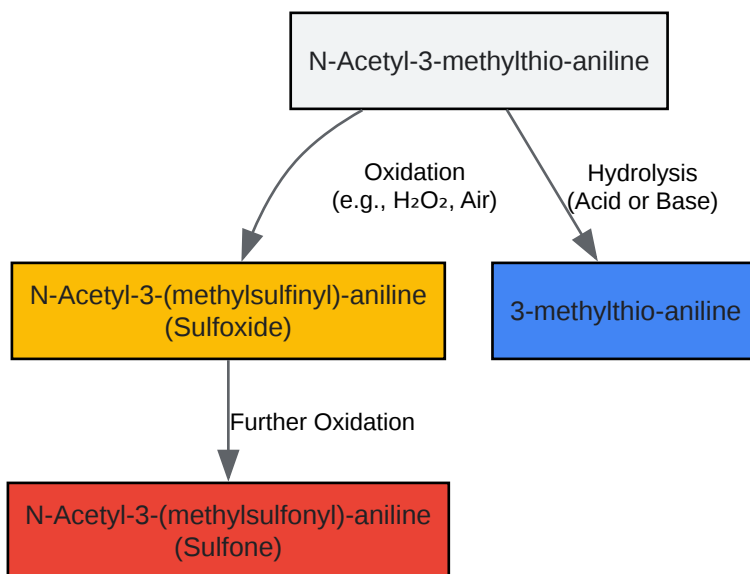 N-Acetyl-3-methylthio-aniline
Oxidation
(e.g., H₂O₂, Air)
Hydrolysis
(Acid or Base)
N-Acetyl-3-(methylsulfinyl)-aniline
(Sulfoxide)
3-methylthio-aniline
Further Oxidation
N-Acetyl-3-(methylsulfonyl)-aniline
(Sulfone)